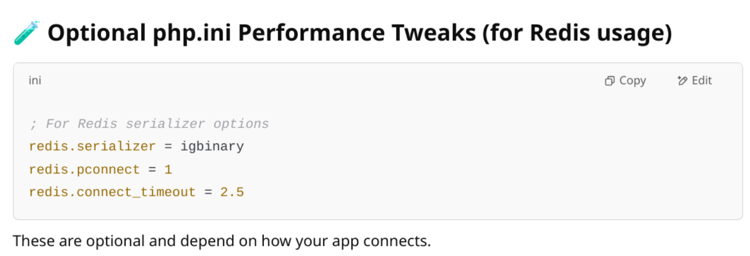 🧪 Optional php.ini Performance Tweaks (for Redis usage)
ini
Copy
Edit
; For Redis serializer options
redis.serializer = igbinary
redis.pconnect = 1
redis.connect_timeout = 2.5
These are optional and depend on how your app connects.